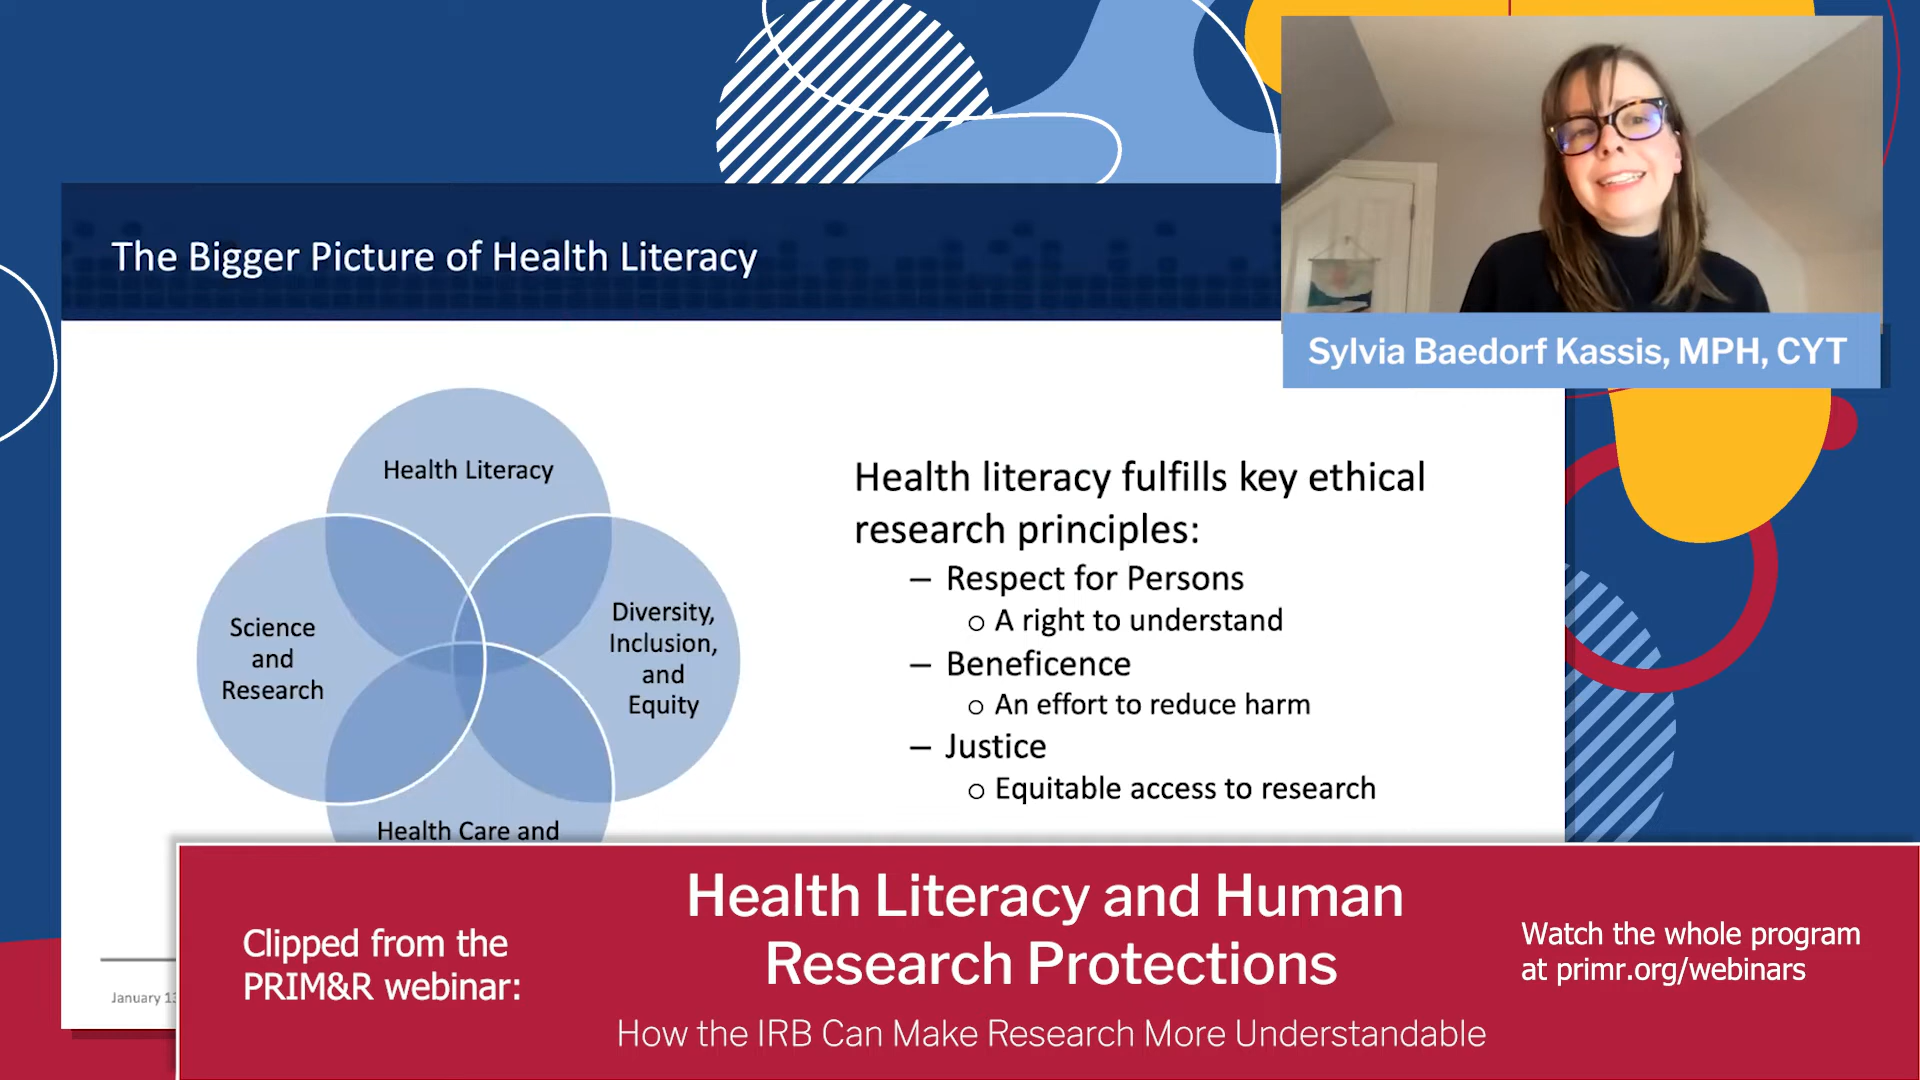 The Bigger Picture of Health Literacy
Sylvia Baedorf Kassis, MPH, CYT
Health Literacy
Science
and
Research
Diversity,
Inclusion,
and
Equity
Health Care and
Health literacy fulfills key ethical
research principles:
– Respect for Persons
o A right to understand
– Beneficence
o An effort to reduce harm
– Justice
o Equitable access to research
January 13
Clipped from the
PRIM&R webinar:
Health Literacy and Human
Research Protections
How the IRB Can Make Research More Understandable
Watch the whole program
at primr.org/webinars